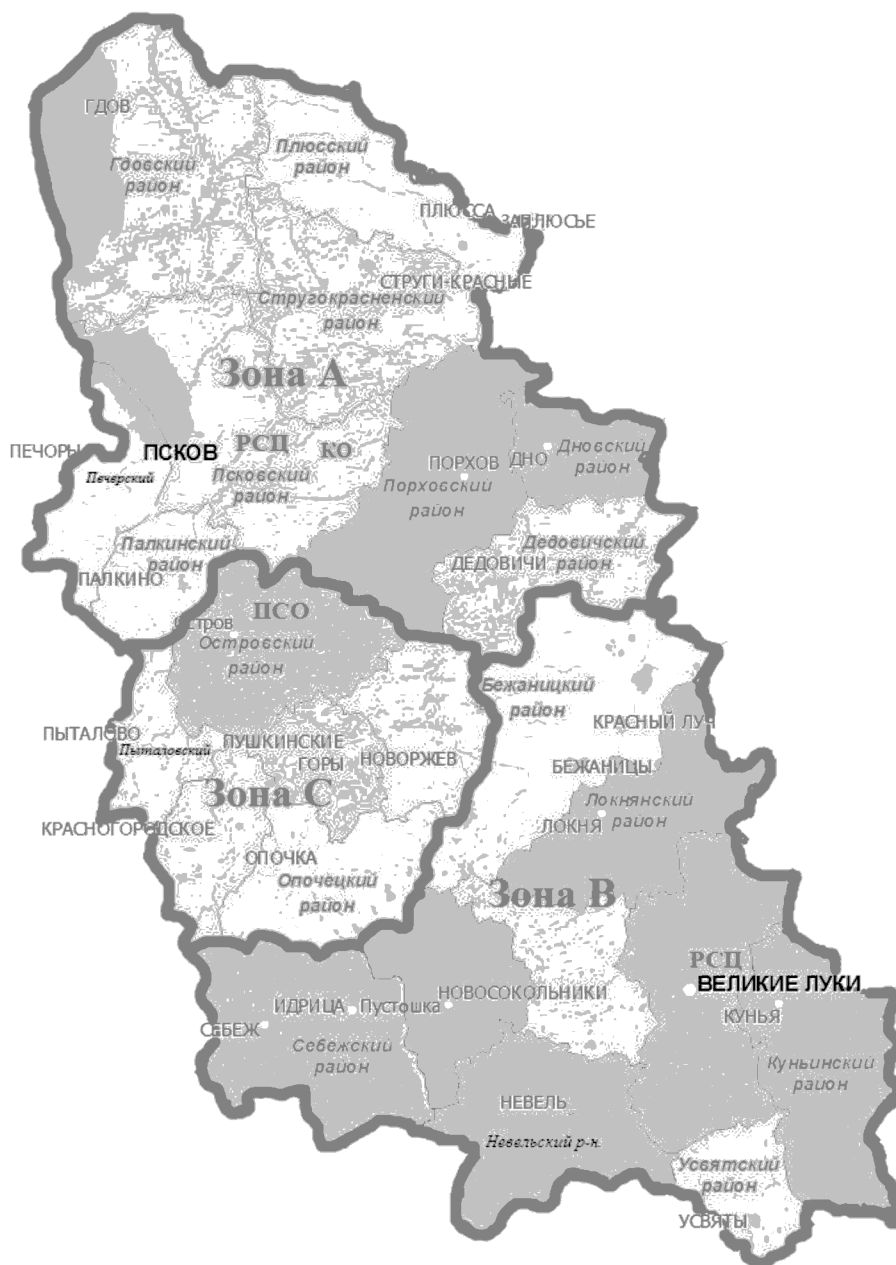 ГДОВ
Плюсский
район
Гдовский
район
ПЛЮССА
ЗАПЛЮСЬЕ
СТРУГИ-КРАСНЫЕ
Стругокрасненский
район
Зона А
ПЕЧОРЫ
ПСКОВ
РСЦ
КО
Печерский
Псковский
район
ПОРХОВ
ДНО
Дновский
район
Порховский
район
Палкинский
район
ПАЛКИНО
Дедовичский
район
ДЕДОВИЧИ
ПСО
стров
Островский
район
Бежаницкий
район
КРАСНЫЙ ЛУЧ
ПЫТАЛОВО
Пыталовский
ПУШКИНСКИЕ
ГОРЫ
НОВОРЖЕВ
БЕЖАНИЦЫ
Зона С
Локнянский
район
ЛОКНЯ
КРАСНОГОРОДСКОЕ
ОПОЧКА
Опочецкий
район
Зона В
РСП
ВЕЛИКИЕ ЛУКИ
НОВОСОКОЛЬНИКИ
ИДРИЦА
Пустошка
КУНЬЯ
СЕБЕЖ
Себежский
район
Куньинский
район
НЕВЕЛЬ
Невельский р-н.
Усвятский
район
УСВЯТЫ